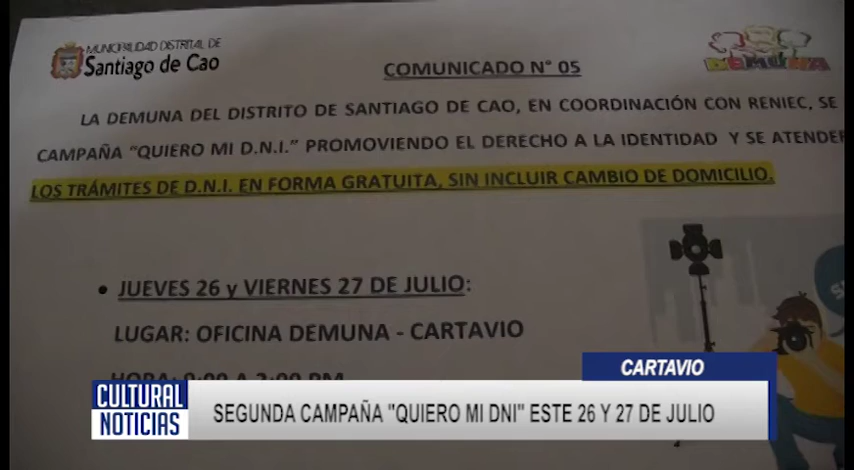 MUNICIPALIDAD DISTRITAL DE
Santiago de Cao
DEMUNA
COMUNICADO N° 05
LA DEMUNA DEL DISTRITO DE SANTIAGO DE CAO, EN COORDINACIÓN CON RENIEC, SE
CAMPAÑA "QUIERO MI D.N.I." PROMOVIENDO EL DERECHO A LA IDENTIDAD Y SE
LOS TRÁMITES DE D.N.I. EN FORMA GRATUITA, SIN INCLUIR CAMBIO DE DOMICILIO.
• JUEVES 26 y VIERNES 27 DE JULIO:
LUGAR: OFICINA DEMUNA - CARTAVIO
CARTAVIO
CULTURAL
NOTICIAS
SEGUNDA CAMPAÑA "QUIERO MI DNI" ESTE 26 Y 27 DE JULIO